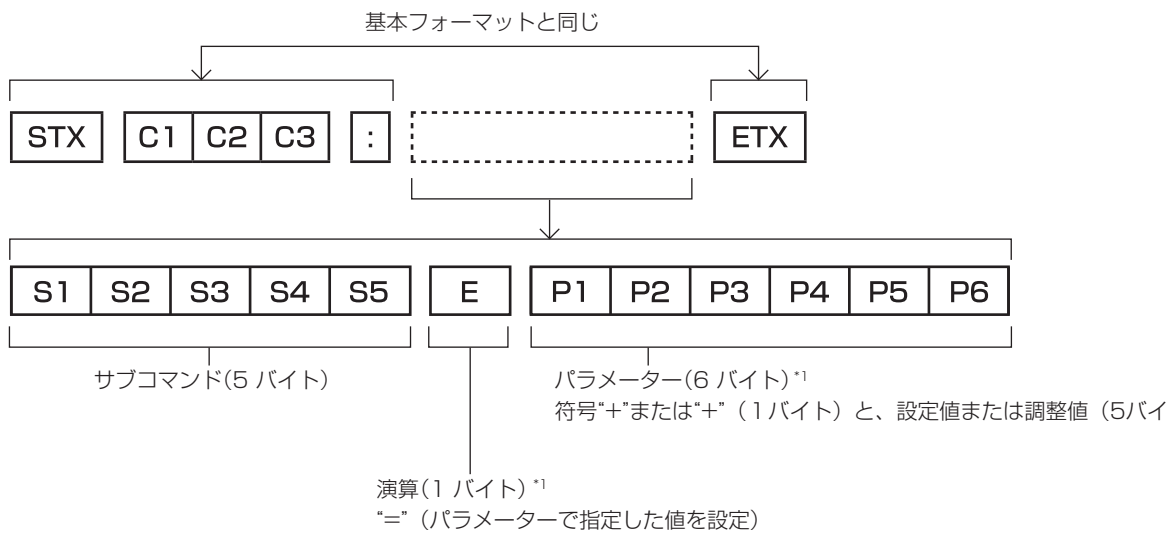 基本フォーマットと同じ
STX C1 C2 C3 : ETX
S1 S2 S3 S4 S5 E P1 P2 P3 P4 P5 P6
サブコマンド(5 バイト)
パラメーター(6 バイト)*1
符号“+”または“+”（1バイト）と、設定値または調整値（5バイ
演算(1 バイト)*1
“=”（パラメーターで指定した値を設定）